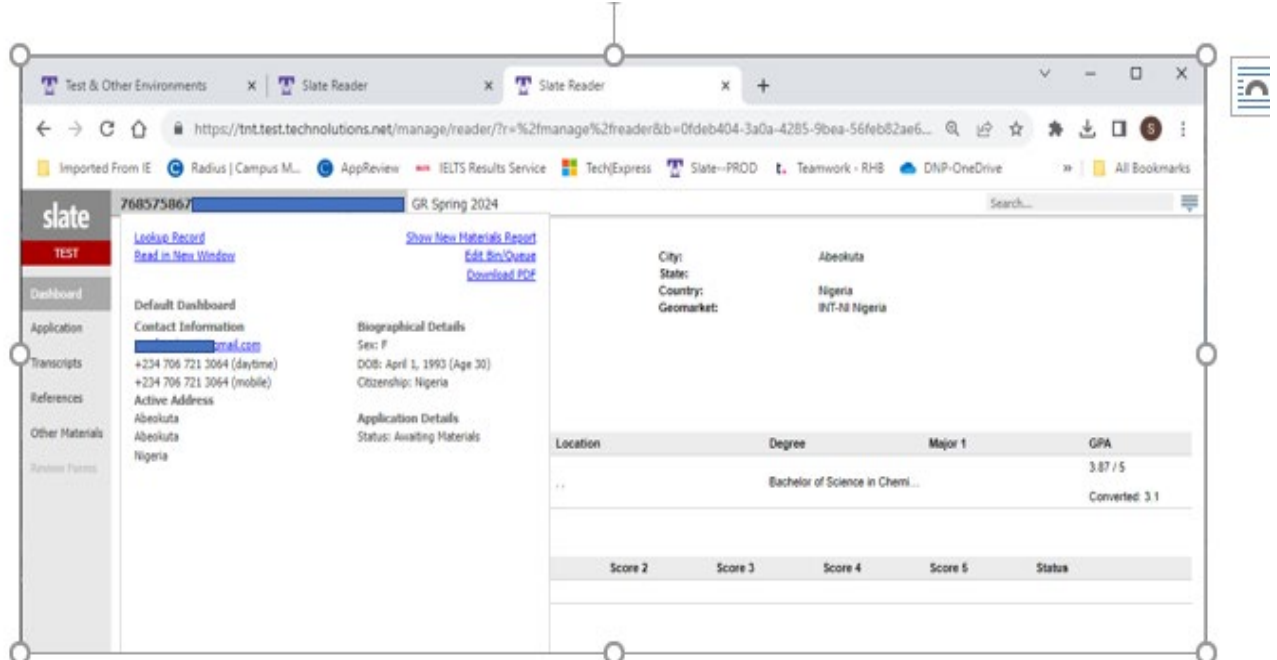 Test & Other Environments
Slate Reader
Slate Reader
https://tnt.test.technolutions.net/manage/reader/?r=%2fmanage%2freader&b=0fdeb404-3a0a-4285-9bea-56feb82ae6...
S
Imported From IE
Radius | Campus M...
AppReview
IELTS Results Service
Tech|Express
Slate--PROD
t. Teamwork - RHB
DNP-OneDrive
»
All Bookmarks
slate
768575867
GR Spring 2024
Search...
TEST
Lookup Record
Show New Materials Report
Read in New Window
Edit Bin/Queue
Download PDF
City: Abeokuta
State:
Country: Nigeria
Geomarket: INT-NI Nigeria
Dashboard
Application
Transcripts
References
Other Materials
Review Forms
Default Dashboard
Contact Information
gmail.com
+234 706 721 3064 (daytime)
+234 706 721 3064 (mobile)
Active Address
Abeokuta
Abeokuta
Nigeria
Biographical Details
Sex: F
DOB: April 1, 1993 (Age 30)
Citizenship: Nigeria
Application Details
Status: Awaiting Materials
Location Degree Major 1 GPA
3.87 / 5
, , Bachelor of Science in Chemi...
Converted: 3.1
Score 2 Score 3 Score 4 Score 5 Status